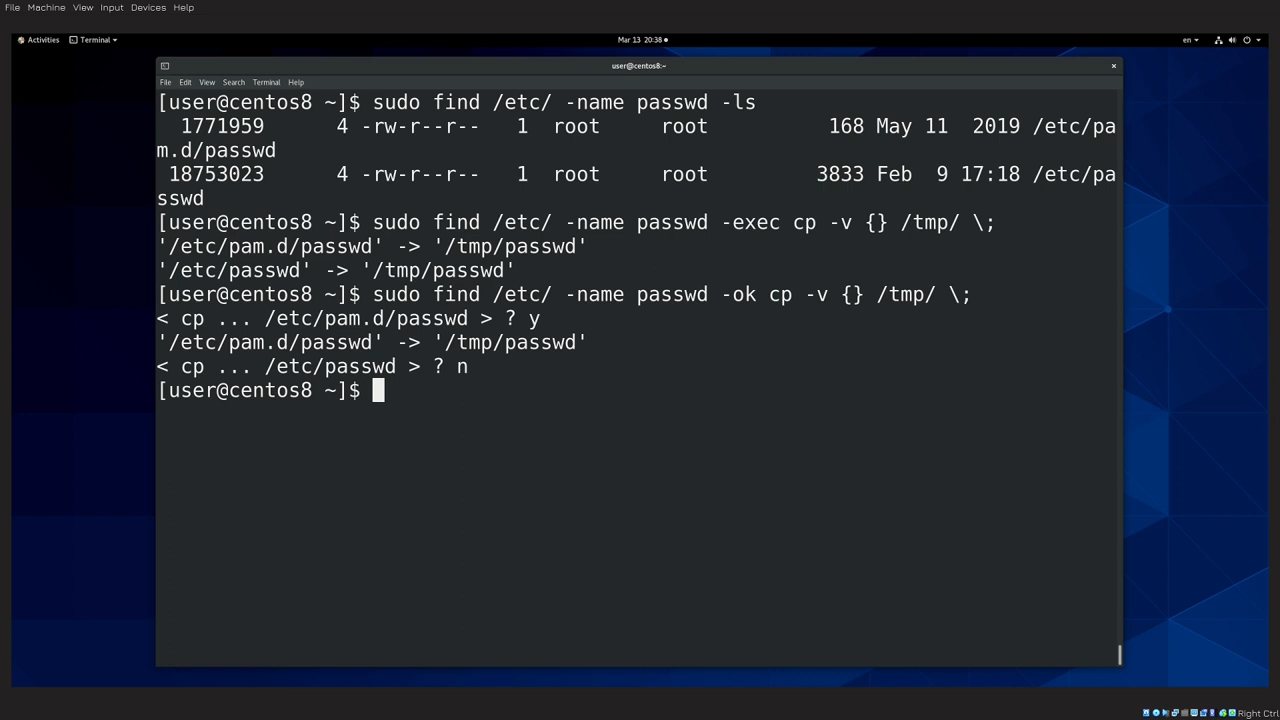 File Machine View Input Devices Help
Activities Terminal Mar 13 20:38 en
user@centos8:~
File Edit View Search Terminal Help
[user@centos8 ~]$ sudo find /etc/ -name passwd -ls
1771959 4 -rw-r--r-- 1 root root 168 May 11 2019 /etc/pa
m.d/passwd
18753023 4 -rw-r--r-- 1 root root 3833 Feb 9 17:18 /etc/pa
sswd
[user@centos8 ~]$ sudo find /etc/ -name passwd -exec cp -v {} /tmp/ \;
'/etc/pam.d/passwd' -> '/tmp/passwd'
'/etc/passwd' -> '/tmp/passwd'
[user@centos8 ~]$ sudo find /etc/ -name passwd -ok cp -v {} /tmp/ \;
< cp ... /etc/pam.d/passwd > ? y
'/etc/pam.d/passwd' -> '/tmp/passwd'
< cp ... /etc/passwd > ? n
[user@centos8 ~]$
Right Ctrl